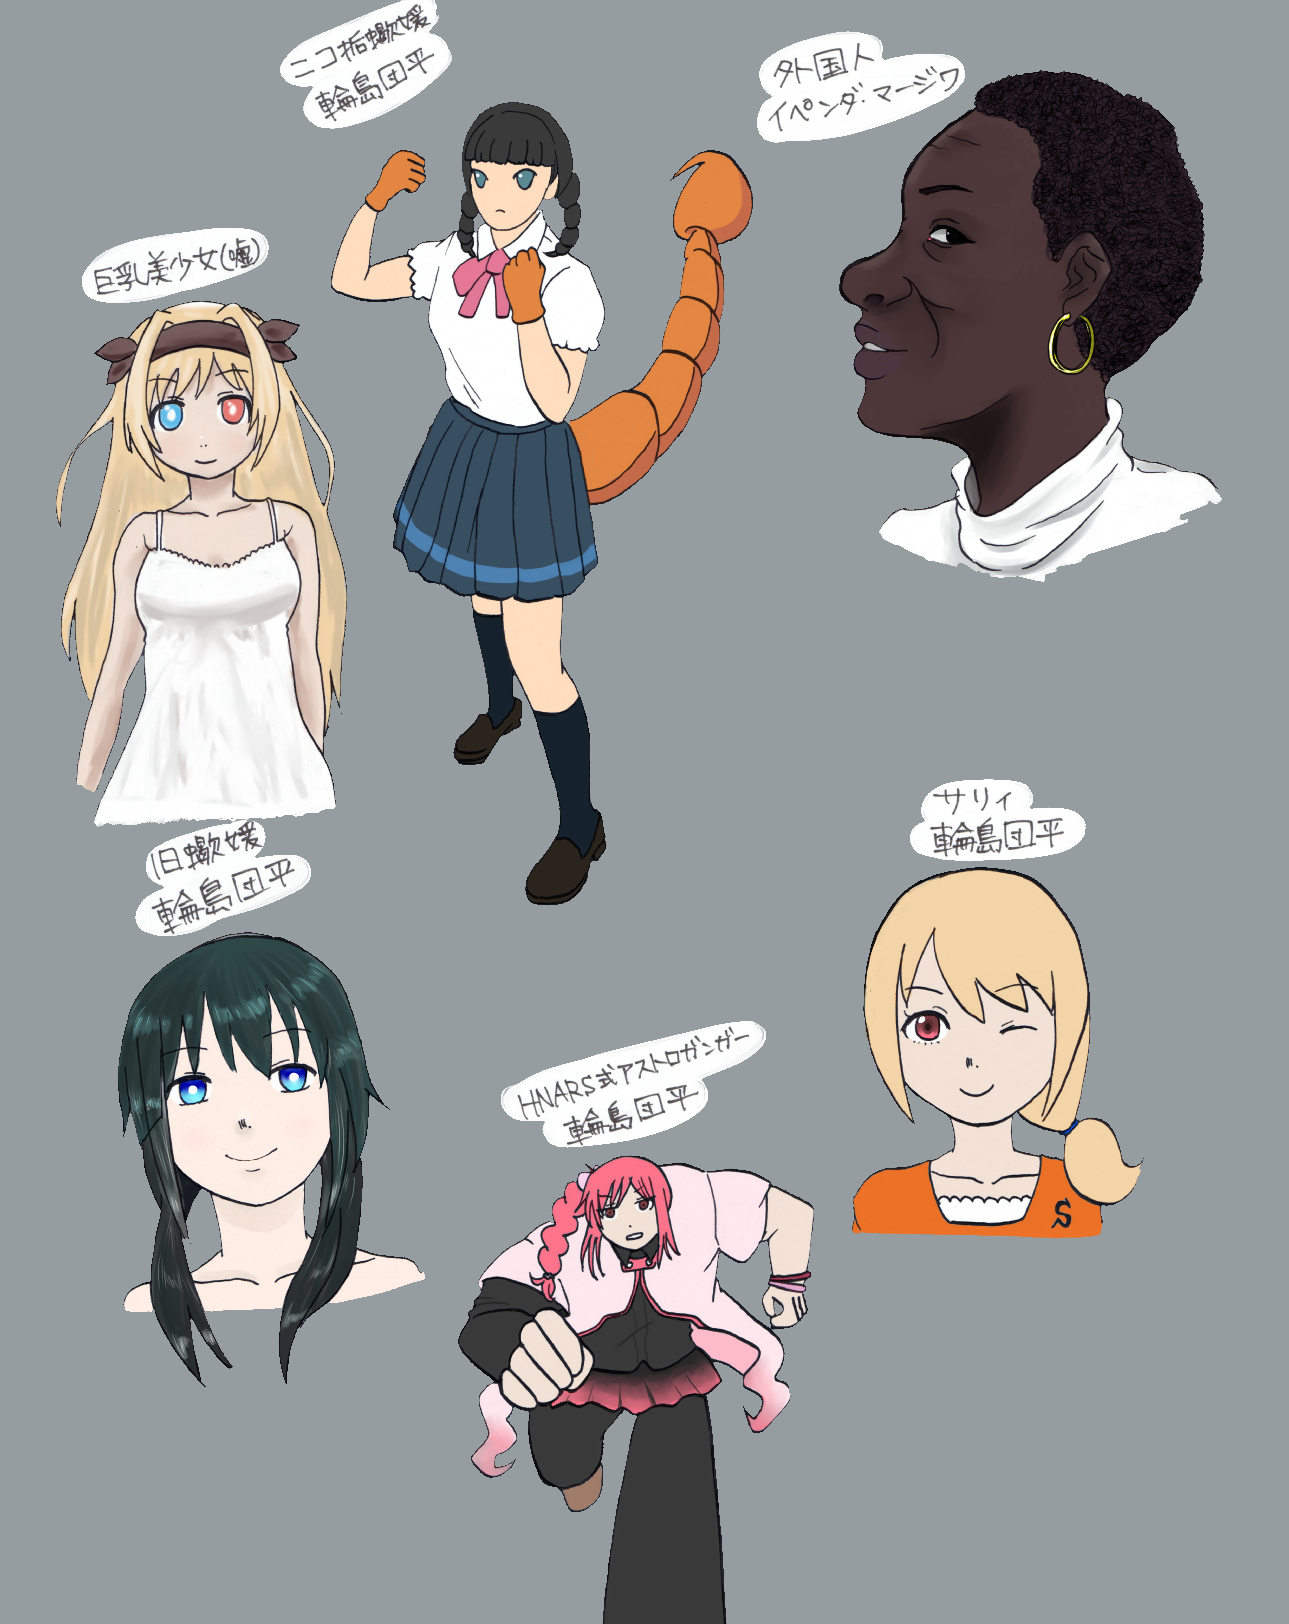 ニコ拓蠍媛
輪島団平
外国人
イペンダ・マージワ
巨乳美少女(嘘)
旧蠍媛
輪島団平
サリィ
輪島団平
HNARS式アストロガンガー
輪島団平
S